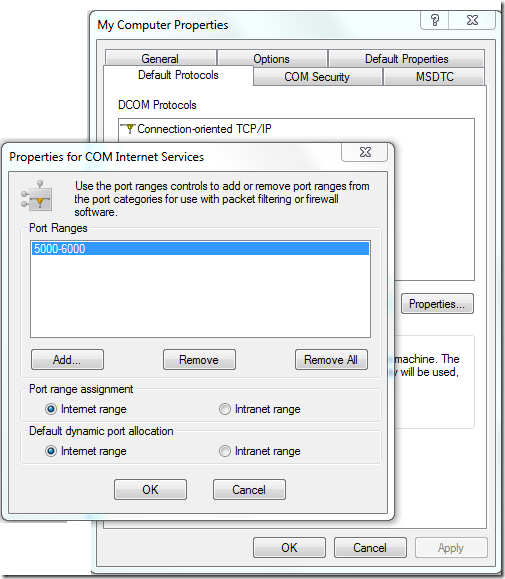 My Computer Properties
?
General Options Default Properties
Default Protocols COM Security MSDTC
DCOM Protocols
Connection-oriented TCP/IP
Properties for COM Internet Services
Use the port ranges controls to add or remove port ranges from
the port categories for use with packet filtering or firewall
software.
Port Ranges
5000-6000
Add... Remove Remove All
Port range assignment
Internet range Intranet range
Default dynamic port allocation
Internet range Intranet range
OK Cancel
Properties...
machine. The
will be used,
OK Cancel Apply